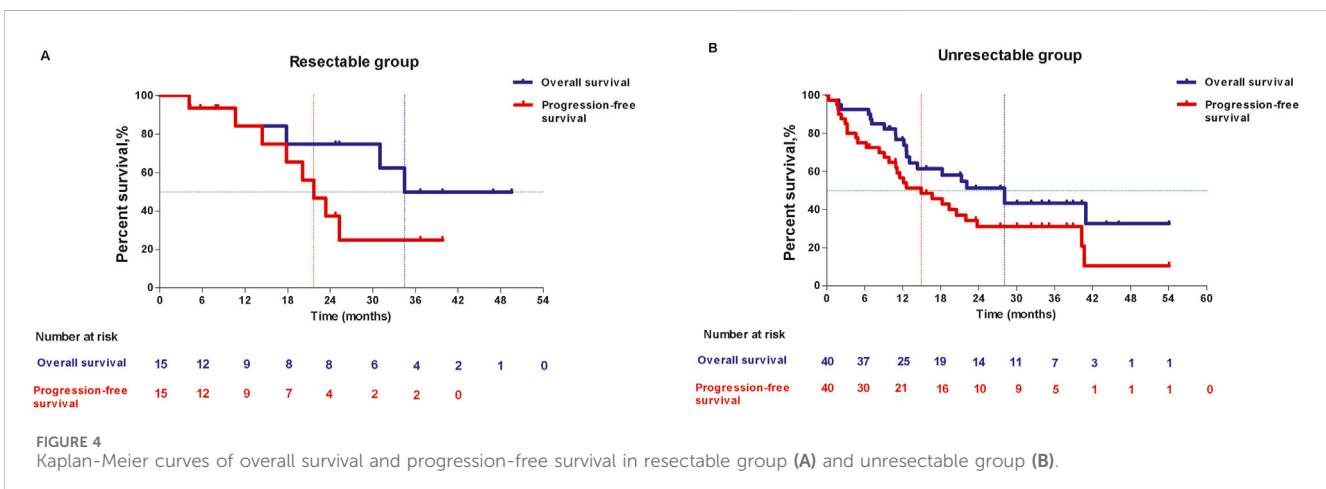 A
Resectable group
Overall survival
Progression-free
survival
Percent survival,%
100
80
60
40
20
0
0 6 12 18 24 30 36 42 48 54
Time (months)
Number at risk
Overall survival 15 12 9 8 8 6 4 2 1 0
Progression-free
survival 15 12 9 7 4 2 2 0
B
Unresectable group
Overall survival
Progression-free
survival
Percent survival,%
100
80
60
40
20
0
0 6 12 18 24 30 36 42 48 54 60
Time (months)
Number at risk
Overall survival 40 37 25 19 14 11 7 3 1 1
Progression-free
survival 40 30 21 16 10 9 5 1 1 1 0
FIGURE 4
Kaplan-Meier curves of overall survival and progression-free survival in resectable group (A) and unresectable group (B).